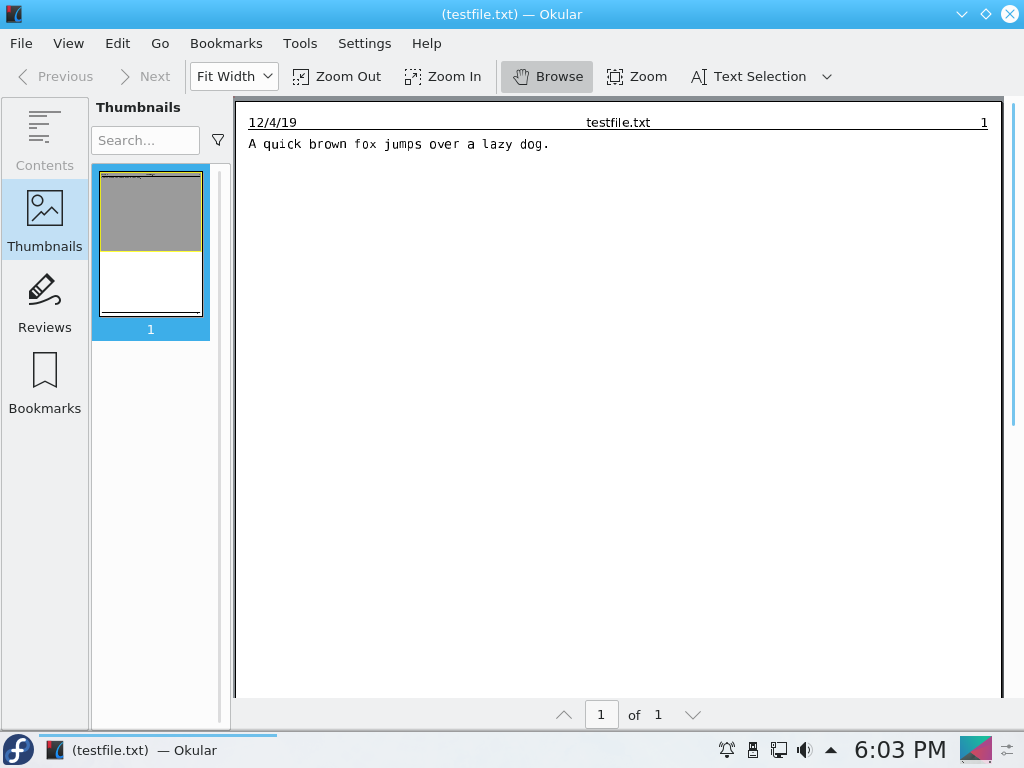 (testfile.txt) — Okular
File View Edit Go Bookmarks Tools Settings Help
Previous Next Fit Width Zoom Out Zoom In Browse Zoom Text Selection
Contents
Thumbnails
Reviews
Bookmarks
Thumbnails
Search...
1
12/4/19 testfile.txt 1
A quick brown fox jumps over a lazy dog.
1 of 1
(testfile.txt) — Okular 6:03 PM